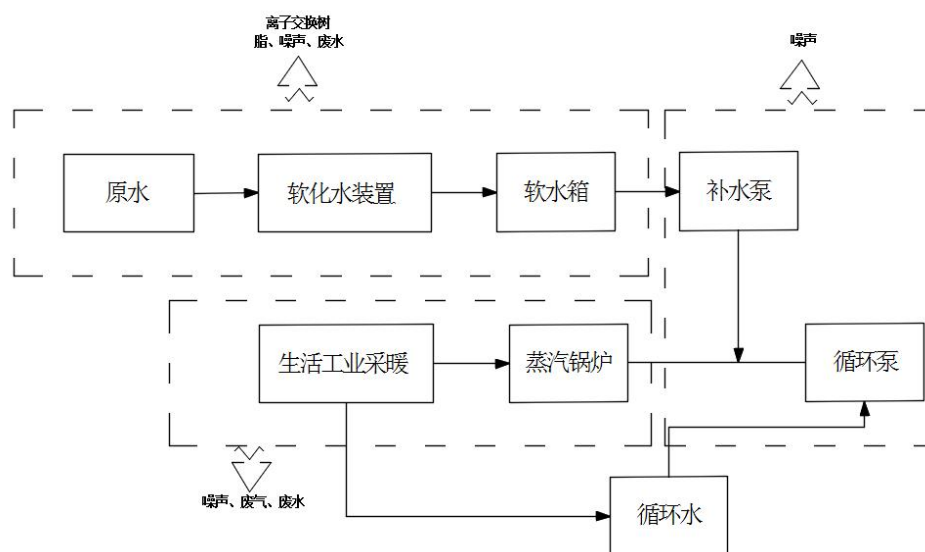 离子交换树
脂、噪声、废水
噪声
原水
软化水装置
软水箱
补水泵
生活工业采暖
蒸汽锅炉
循环泵
噪声、废气、废水
循环水